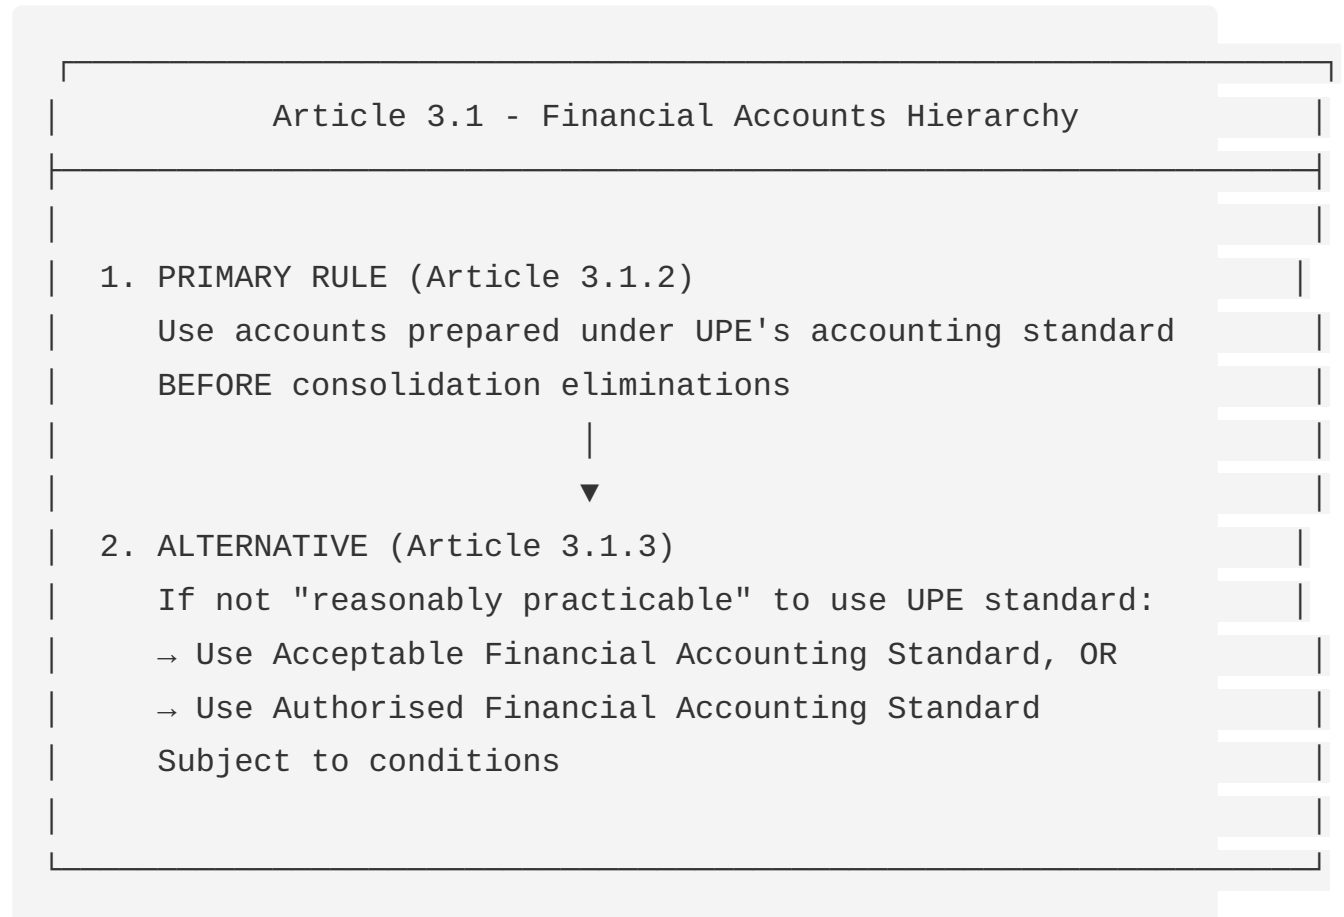 Article 3.1 - Financial Accounts Hierarchy
1. PRIMARY RULE (Article 3.1.2)
Use accounts prepared under UPE's accounting standard
BEFORE consolidation eliminations
▼
2. ALTERNATIVE (Article 3.1.3)
If not "reasonably practicable" to use UPE standard:
→ Use Acceptable Financial Accounting Standard, OR
→ Use Authorised Financial Accounting Standard
Subject to conditions